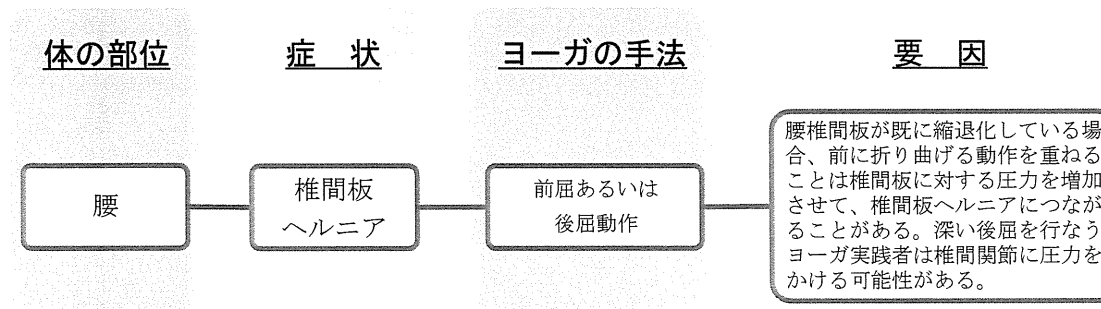 体の部位
症 状
ヨーガの手法
要 因
腰
椎間板
ヘルニア
前屈あるいは
後屈動作
腰椎間板が既に縮退化している場
合、前に折り曲げる動作を重ねる
ことは椎間板に対する圧力を増加
させて、椎間板ヘルニアにつなが
ることがある。深い後屈を行なう
ヨーガ実践者は椎間関節に圧力を
かける可能性がある。